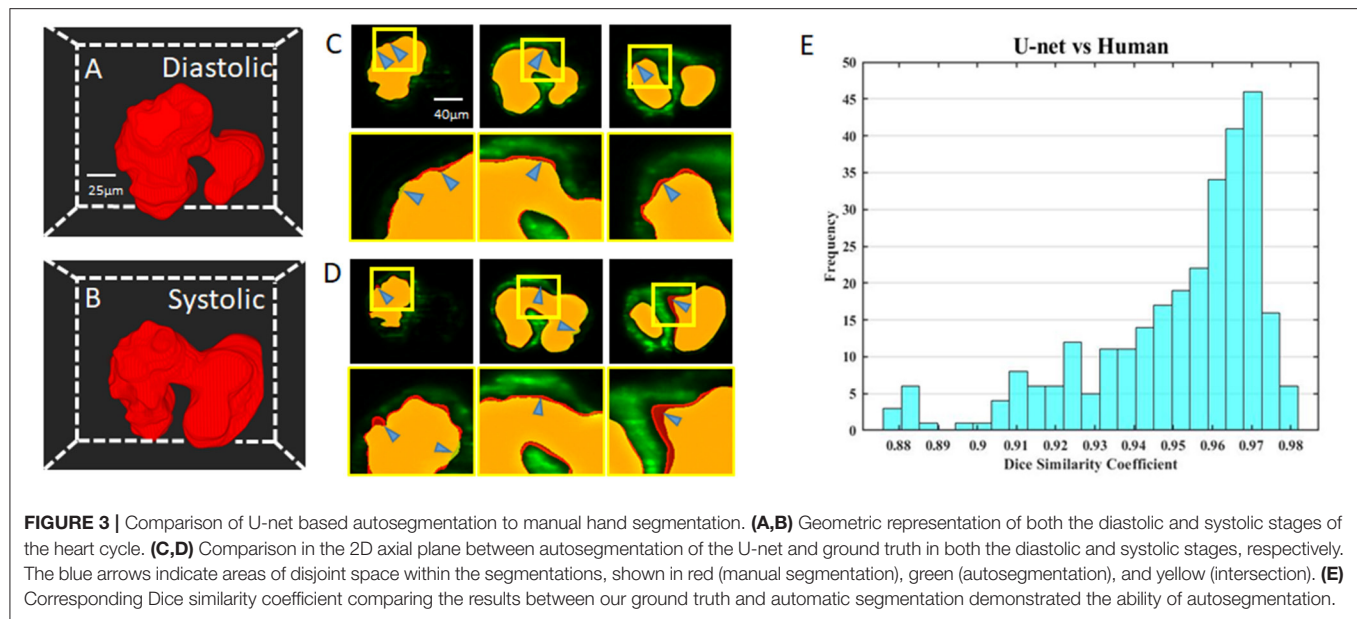 A
Diastolic
25µm
B
Systolic
C
40µm
D
E
U-net vs Human
Frequency
50
45
40
35
30
25
20
15
10
5
0
0.88 0.89 0.9 0.91 0.92 0.93 0.94 0.95 0.96 0.97 0.98
Dice Similarity Coefficient
FIGURE 3 | Comparison of U-net based autosegmentation to manual hand segmentation. (A,B) Geometric representation of both the diastolic and systolic stages of
the heart cycle. (C,D) Comparison in the 2D axial plane between autosegmentation of the U-net and ground truth in both the diastolic and systolic stages, respectively.
The blue arrows indicate areas of disjoint space within the segmentations, shown in red (manual segmentation), green (autosegmentation), and yellow (intersection). (E)
Corresponding Dice similarity coefficient comparing the results between our ground truth and automatic segmentation demonstrated the ability of autosegmentation.